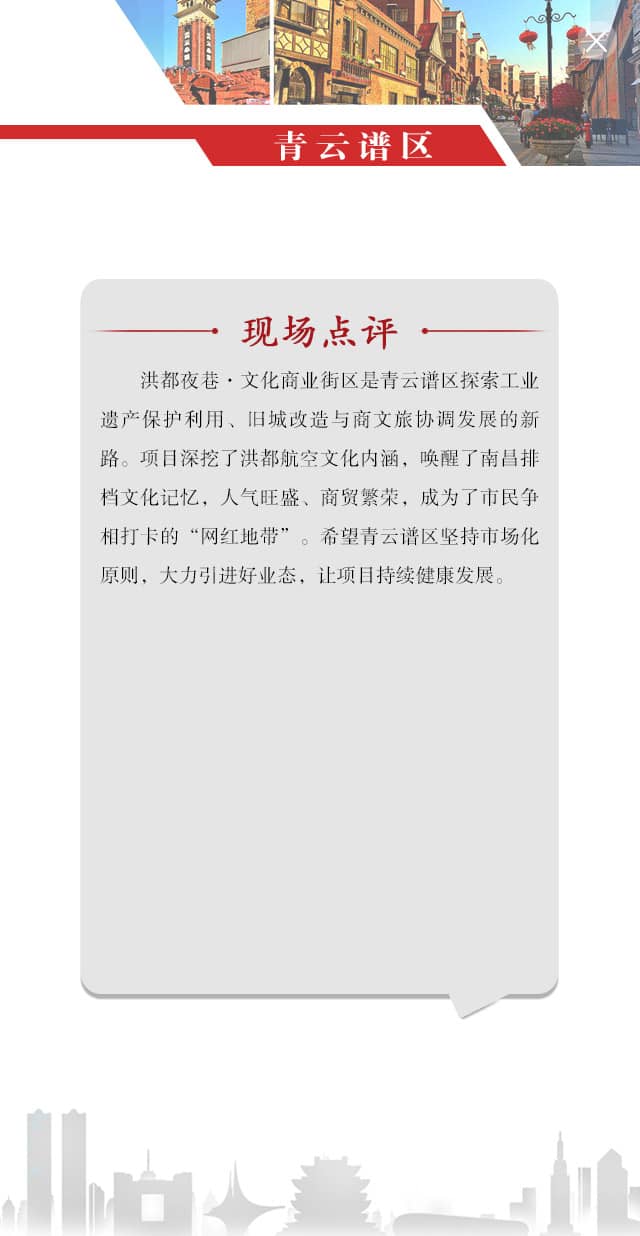 青云谱区
现场点评
洪都夜巷·文化商业街区是青云谱区探索工业
遗产保护利用、旧城改造与商文旅协调发展的新
路。项目深挖了洪都航空文化内涵，唤醒了南昌排
档文化记忆，人气旺盛、商贸繁荣，成为了市民争
相打卡的“网红地带”。希望青云谱区坚持市场化
原则，大力引进好业态，让项目持续健康发展。